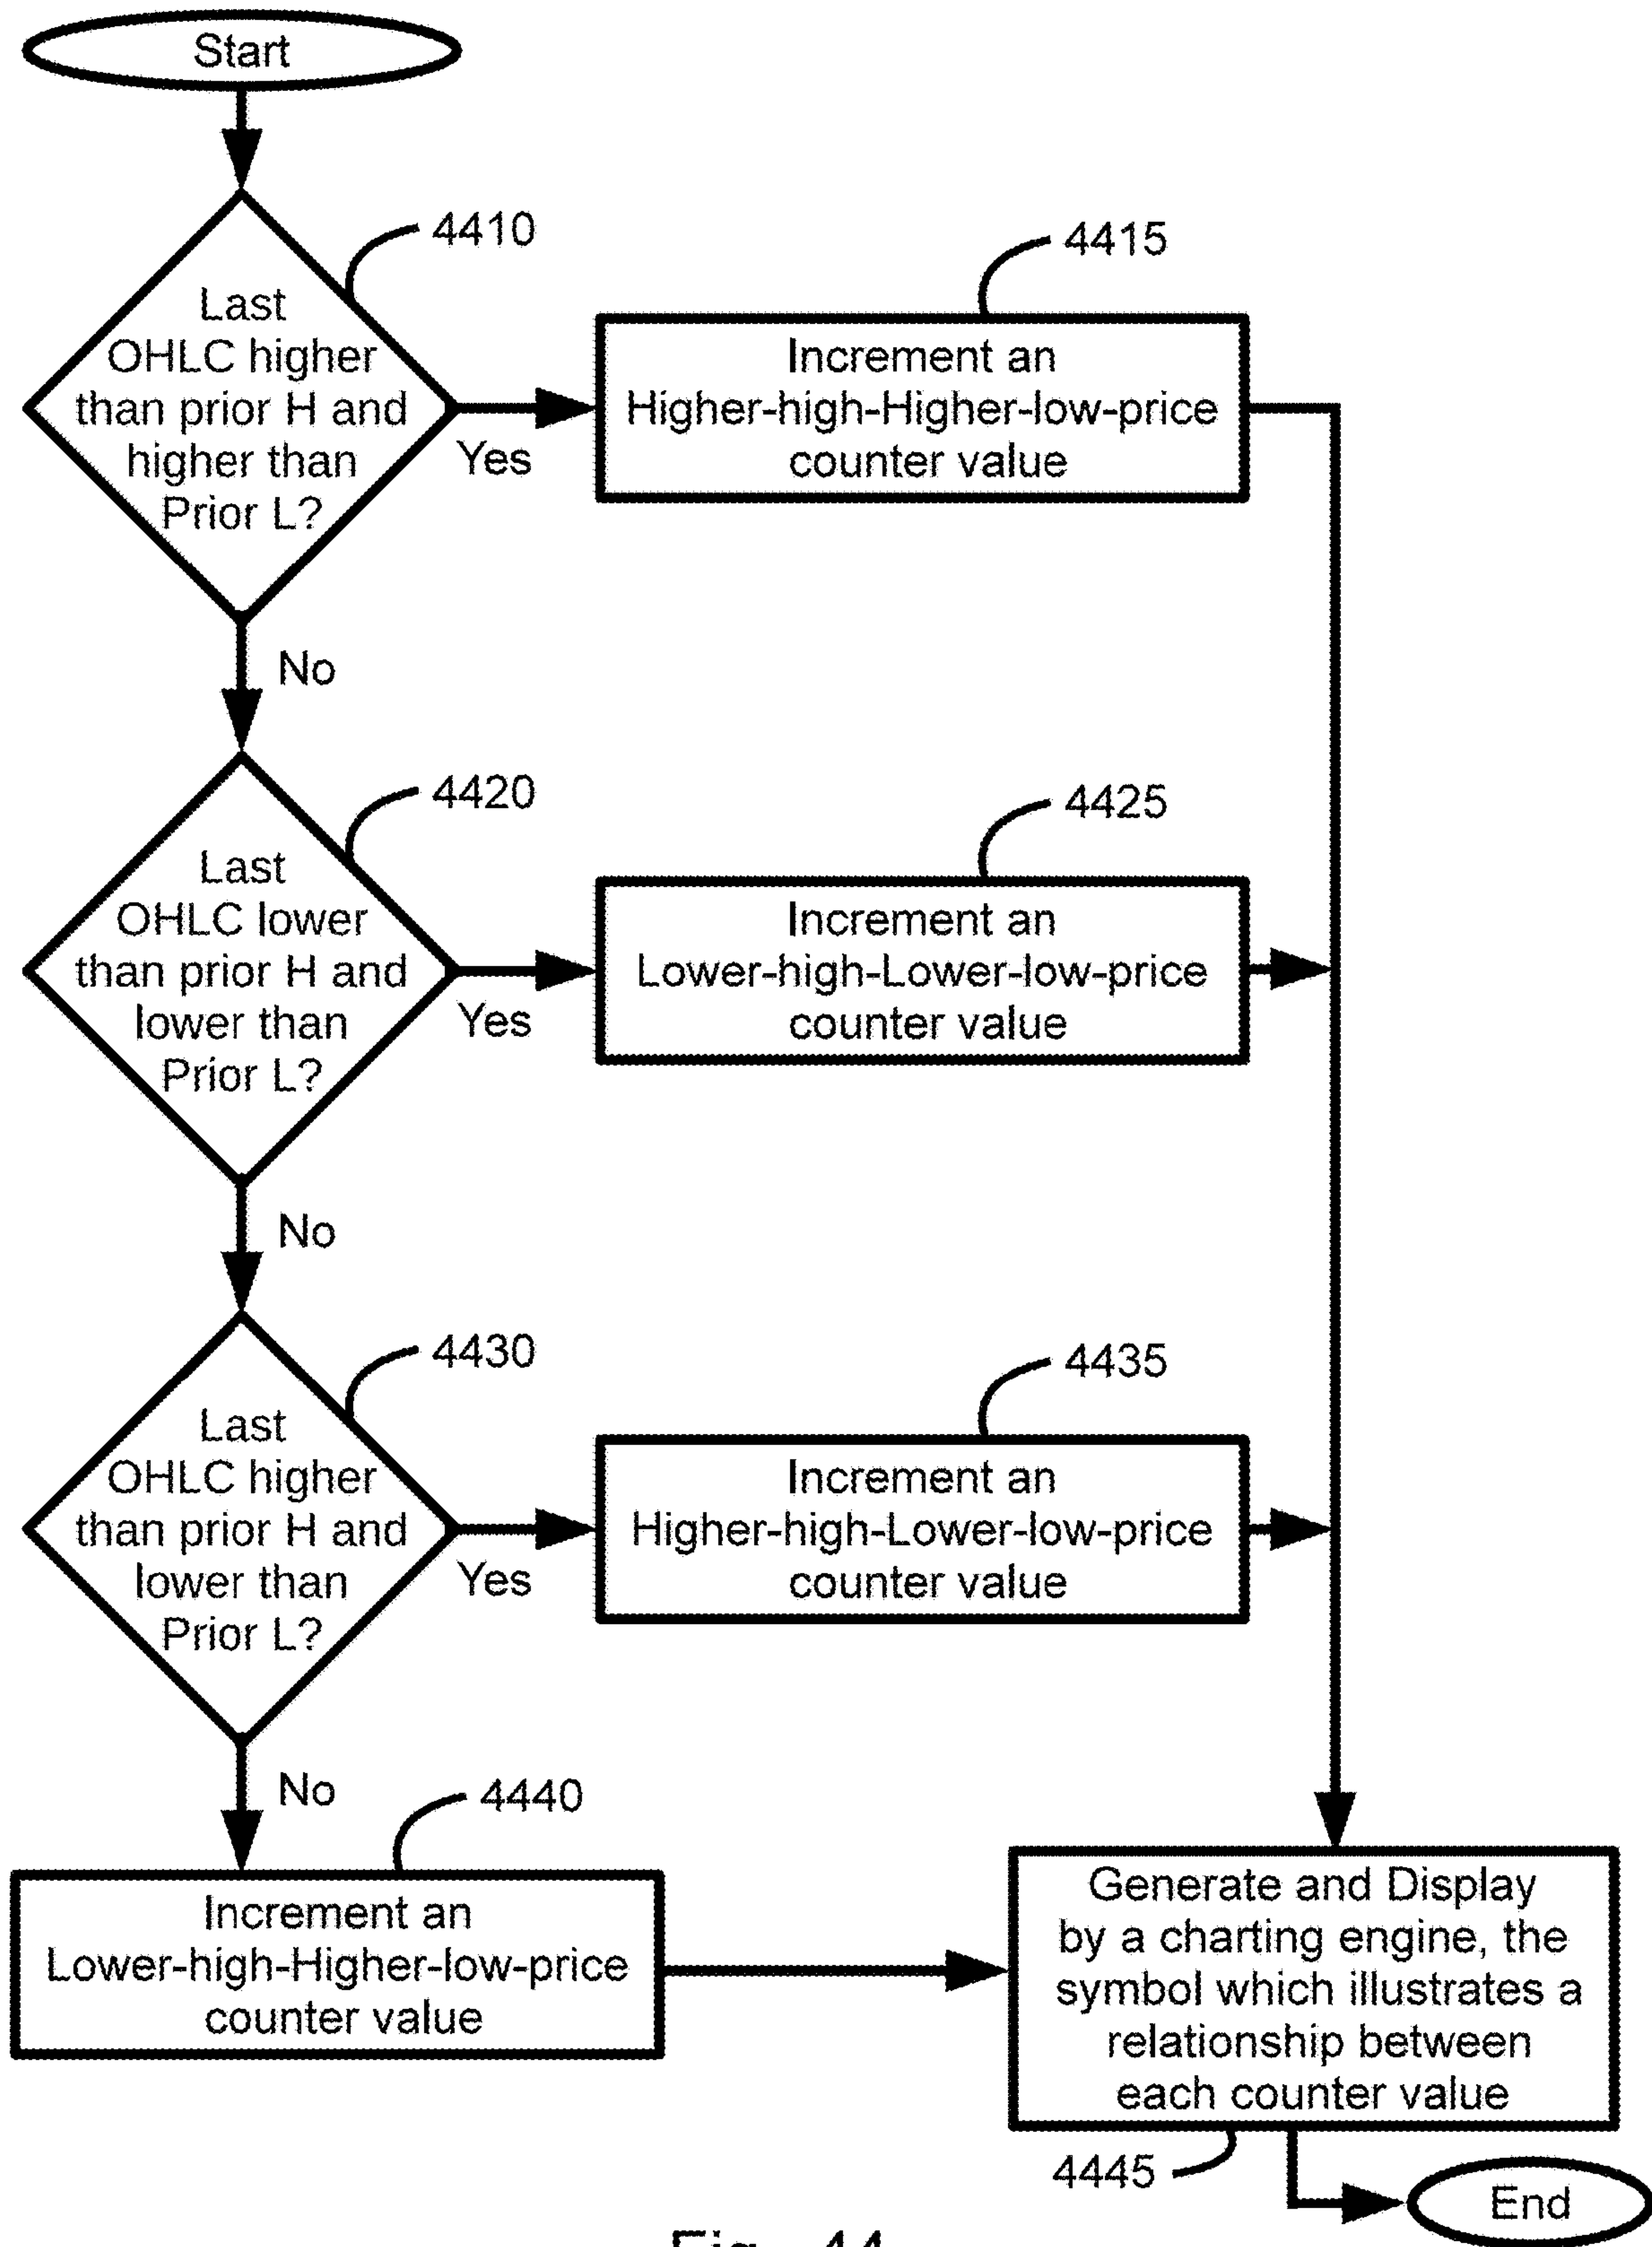 Start
4410
Last
OHLC higher
than prior H and
higher than
Prior L?
Yes
4415
Increment an
Higher-high-Higher-low-price
counter value
No
4420
Last
OHLC lower
than prior H and
lower than
Prior L?
Yes
4425
Increment an
Lower-high-Lower-low-price
counter value
No
4430
Last
OHLC higher
than prior H and
lower than
Prior L?
Yes
4435
Increment an
Higher-high-Lower-low-price
counter value
No
4440
Increment an
Lower-high-Higher-low-price
counter value
Generate and Display
by a charting engine, the
symbol which illustrates a
relationship between
each counter value
4445
End
Fig. 44